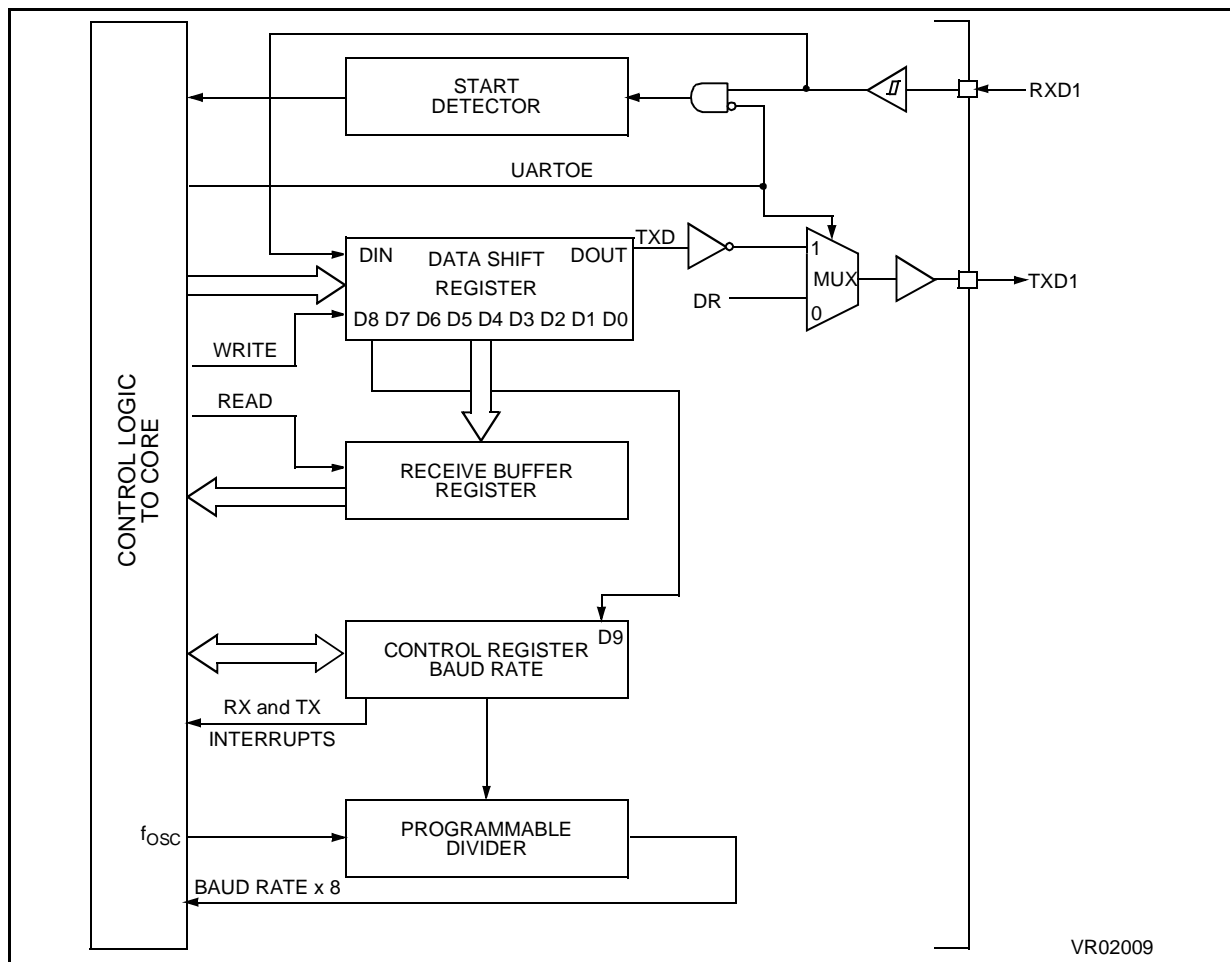 START
DETECTOR
RXD1
UARTOE
TXD
DIN
DATA SHIFT
REGISTER
DOUT
D8 D7 D6 D5 D4 D3 D2 D1 D0
1
MUX
0
DR
TXD1
WRITE
READ
CONTROL LOGIC
TO CORE
RECEIVE BUFFER
REGISTER
D9
CONTROL REGISTER
BAUD RATE
RX and TX
INTERRUPTS
fOSC
PROGRAMMABLE
DIVIDER
BAUD RATE x 8
VR02009